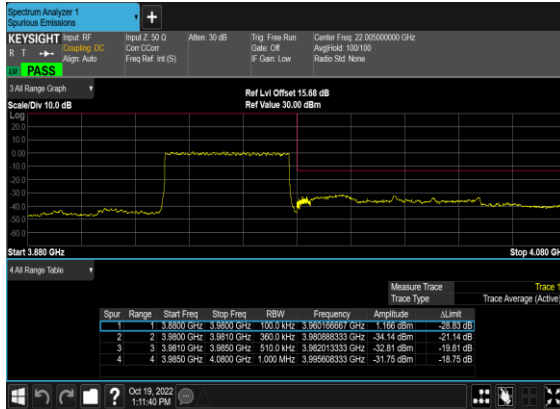 Spectrum Analyzer 1
Spurious Emissions
+
KEYSIGHT Input: RF Input Z: 50 Ω Atten: 30 dB Trig: Free Run Center Freq: 22.005000000 GHz
R T Coupling: DC Corr CCorr Gate: Off Avg|Hold: 100/100
Align: Auto Freq Ref: Int (S) IF Gain: Low Radio Std: None
PASS
3 All Range Graph
Ref Lvl Offset 15.68 dB
Scale/Div 10.0 dB Ref Value 30.00 dBm
Log
20.0
10.0
0.00
-10.0
-20.0
-30.0
-40.0
-50.0
-60.0
Start 3.880 GHz Stop 4.080 GH
4 All Range Table
Measure Trace Trace 1
Trace Type Trace Average (Active)
Spur Range Start Freq Stop Freq RBW Frequency Amplitude ΔLimit
1 1 3.8800 GHz 3.9800 GHz 100.0 kHz 3.960166667 GHz 1.166 dBm -28.83 dB
2 2 3.9800 GHz 3.9810 GHz 360.0 kHz 3.980888333 GHz -34.14 dBm -21.14 dB
3 3 3.9810 GHz 3.9850 GHz 510.0 kHz 3.982013333 GHz -32.81 dBm -19.81 dB
4 4 3.9850 GHz 4.0800 GHz 1.000 MHz 3.995608333 GHz -31.75 dBm -18.75 dB
?
Oct 19, 2022
1:11:40 PM